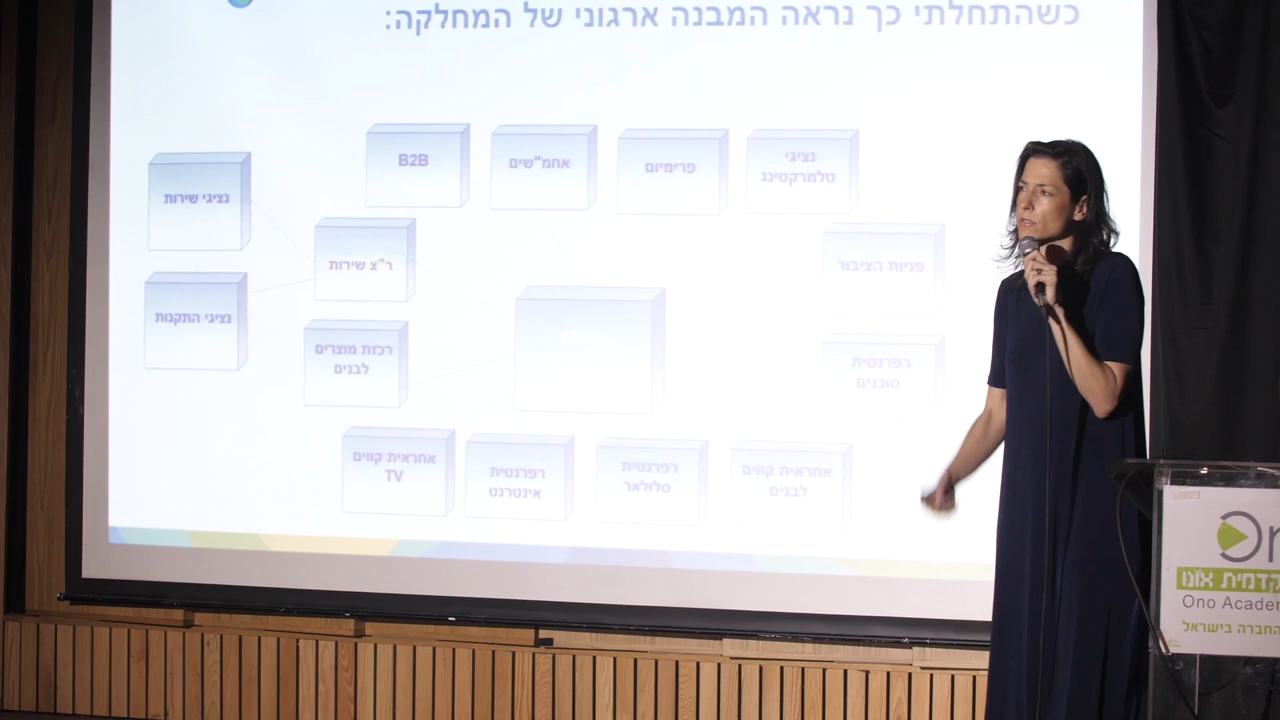 כשהתחלתי כך נראה המבנה ארגוני של המחלקה:
נציגי
טלמרקטינג
פרימיום
אחמ"שים
B2B
נציגי שירות
פניות הציבור
ר"צ שירות
נציגי התקנות
רפרנטית
סוכנים
רכזת מוצרים
לבנים
אחראית קווים
לבנים
רפרנטית
סלולאר
רפרנטית
אינטרנט
אחראית קווים
TV
On
קדמית אונו
Ono Acade
החברה בישראל